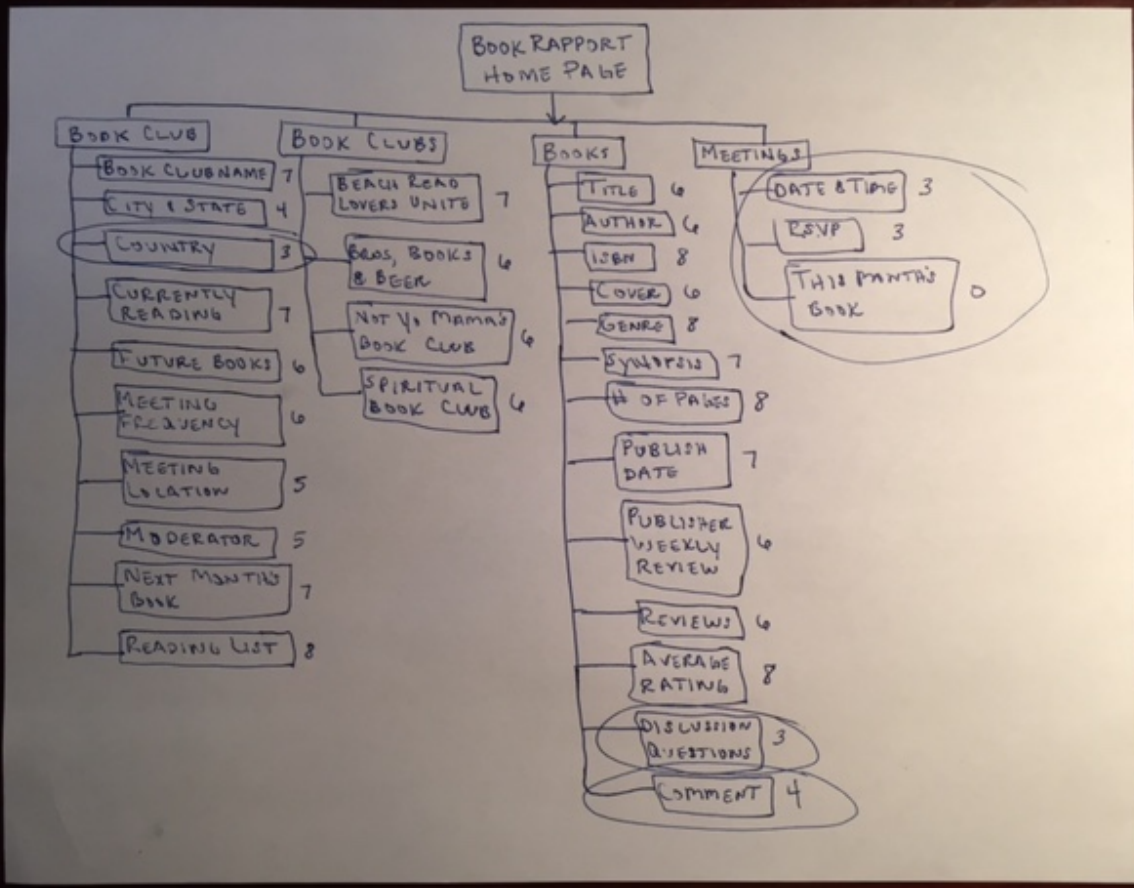 BOOK RAPPORT
HOME PAGE
BOOK CLUB
BOOK CLUB NAME 7
CITY & STATE 4
COUNTRY 3
CURRENTLY
READING 7
FUTURE BOOKS 6
MEETING
FREQUENCY 6
MEETING
LOCATION 5
MODERATOR 5
NEXT MONTH'S
BOOK 7
READING LIST 8
BOOK CLUBS
BEACH READ
LOVERS UNITE 7
BROS, BOOKS
& BEER 6
NOT YO MAMA'S
BOOK CLUB 6
SPIRITUAL
BOOK CLUB 6
BOOKS
TITLE 6
AUTHOR 6
ISBN 8
COVER 6
GENRE 8
SYNOPSIS 7
# OF PAGES 8
PUBLISH
DATE 7
PUBLISHER
WEEKLY
REVIEW 6
REVIEWS 6
AVERAGE
RATING 8
DISCUSSION
QUESTIONS 3
COMMENT 4
MEETINGS
DATE & TIME 3
RSVP 3
THIS MONTH'S
BOOK 0